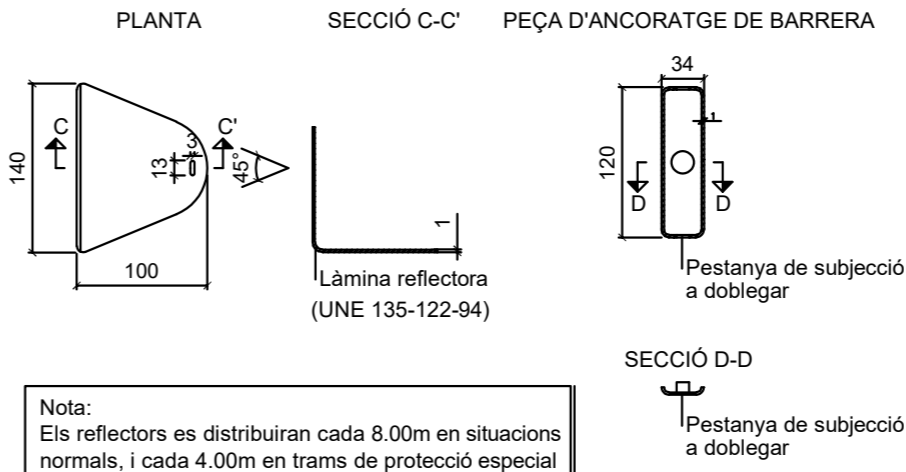 PLANTA
SECCIÓ C-C'
PEÇA D'ANCORATGE DE BARRERA
140
C
C'
3
13
45°
100
1
Làmina reflectora
(UNE 135-122-94)
34
1
120
D
D
Pestanya de subjecció
a doblegar
SECCIÓ D-D
Pestanya de subjecció
a doblegar
Nota:
Els reflectors es distribuiran cada 8.00m en situacions
normals, i cada 4.00m en trams de protecció especial